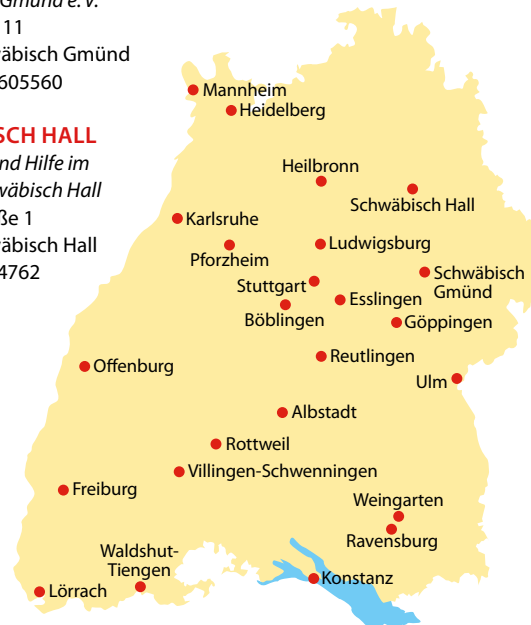 Gmünd e. V.
11
äbisch Gmünd
605560
SCH HALL
nd Hilfe im
wäbisch Hall
ße 1
wäbisch Hall
4762
Mannheim
Heidelberg
Heilbronn
Schwäbisch Hall
Karlsruhe
Pforzheim
Ludwigsburg
Stuttgart
Schwäbisch
Gmünd
Esslingen
Böblingen
Göppingen
Reutlingen
Offenburg
Ulm
Albstadt
Rottweil
Villingen-Schwenningen
Freiburg
Weingarten
Ravensburg
Waldshut-
Tiengen
Konstanz
Lörrach